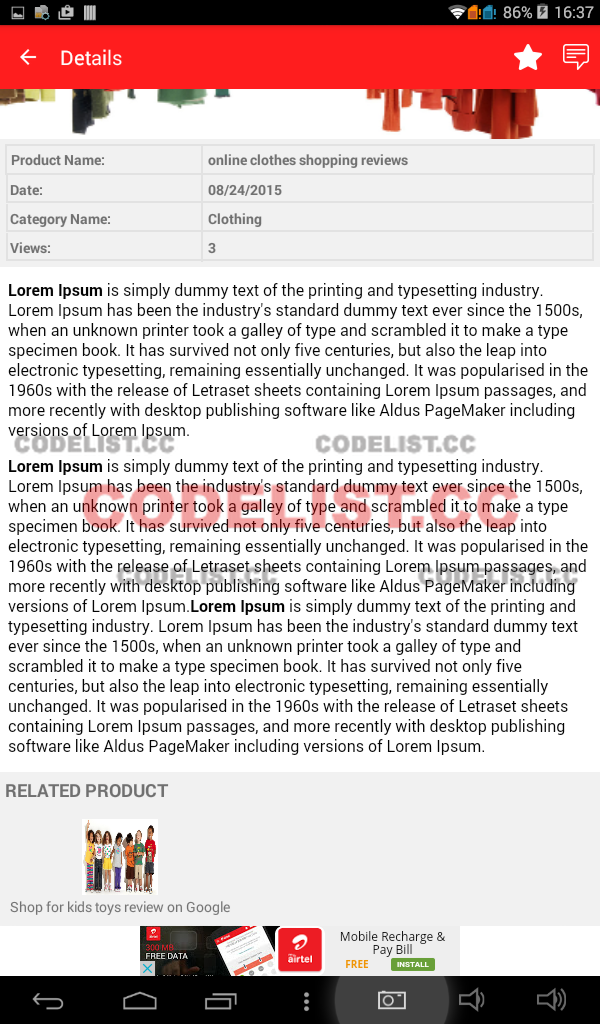 86% 16:37
Details
Product Name: online clothes shopping reviews
Date: 08/24/2015
Category Name: Clothing
Views: 3
Lorem Ipsum is simply dummy text of the printing and typesetting industry.
Lorem Ipsum has been the industry's standard dummy text ever since the 1500s,
when an unknown printer took a galley of type and scrambled it to make a type
specimen book. It has survived not only five centuries, but also the leap into
electronic typesetting, remaining essentially unchanged. It was popularised in the
1960s with the release of Letraset sheets containing Lorem Ipsum passages, and
more recently with desktop publishing software like Aldus PageMaker including
versions of Lorem Ipsum.
CODELIST.CC CODELIST.CC
Lorem Ipsum is simply dummy text of the printing and typesetting industry.
Lorem Ipsum has been the industry's standard dummy text ever since the 1500s,
CODELIST.CC
when an unknown printer took a galley of type and scrambled it to make a type
specimen book. It has survived not only five centuries, but also the leap into
electronic typesetting, remaining essentially unchanged. It was popularised in the
1960s with the release of Letraset sheets containing Lorem Ipsum passages, and
CODELIST.CC CODELIST.CC
more recently with desktop publishing software like Aldus PageMaker including
versions of Lorem Ipsum.Lorem Ipsum is simply dummy text of the printing and
typesetting industry. Lorem Ipsum has been the industry's standard dummy text
ever since the 1500s, when an unknown printer took a galley of type and
scrambled it to make a type specimen book. It has survived not only five
centuries, but also the leap into electronic typesetting, remaining essentially
unchanged. It was popularised in the 1960s with the release of Letraset sheets
containing Lorem Ipsum passages, and more recently with desktop publishing
software like Aldus PageMaker including versions of Lorem Ipsum.
RELATED PRODUCT
Shop for kids toys review on Google
300 MB
FREE DATA
airtel
Mobile Recharge &
Pay Bill
FREE INSTALL